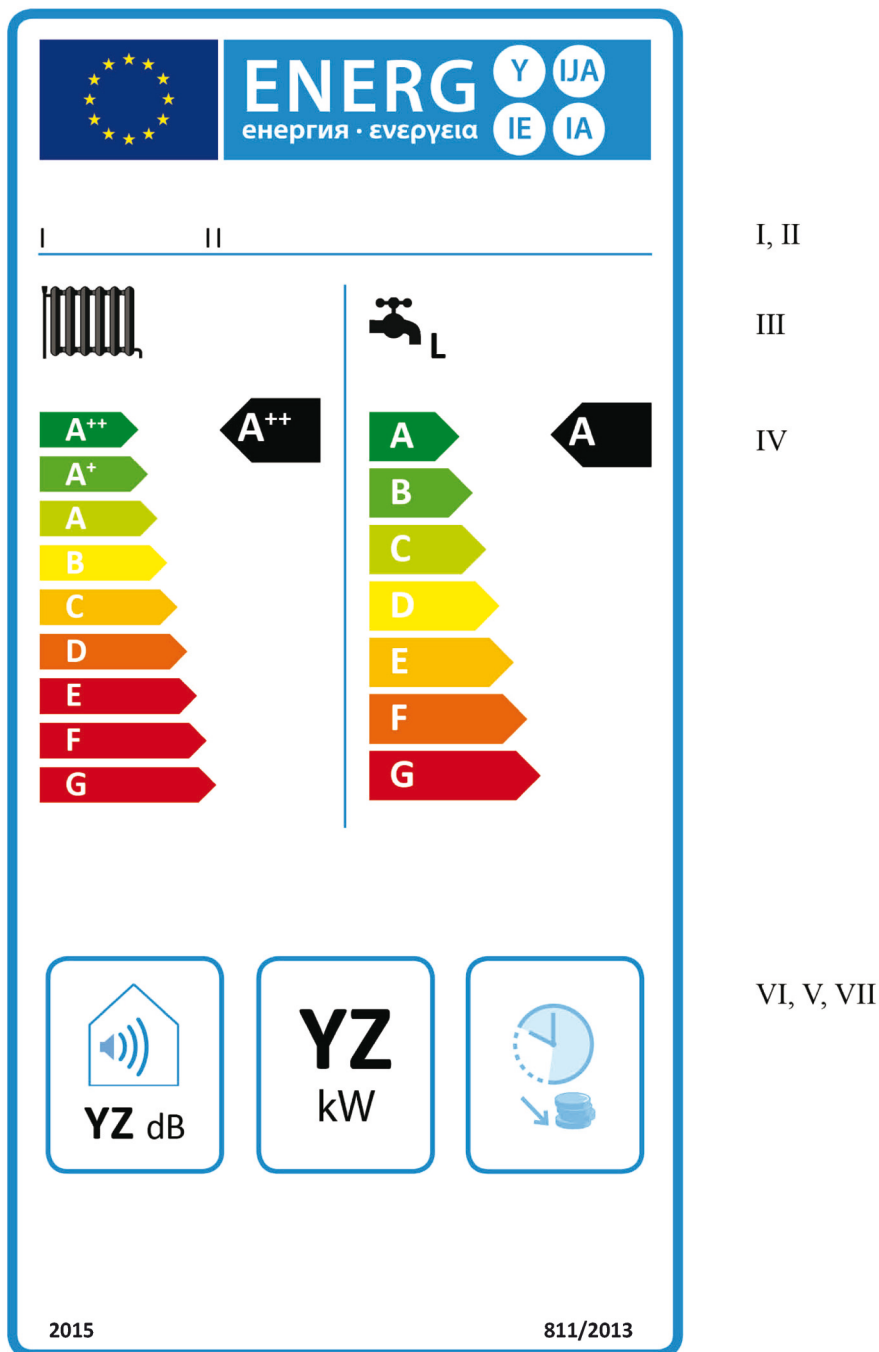 ENERG Y IJA
енергия · ενεργεια IE IA
I II I, II
L III
A++ A++ A A IV
A+ B
A C
B D
C E
D F
E G
F
G
VI, V, VII
YZ dB YZ kW
2015 811/2013